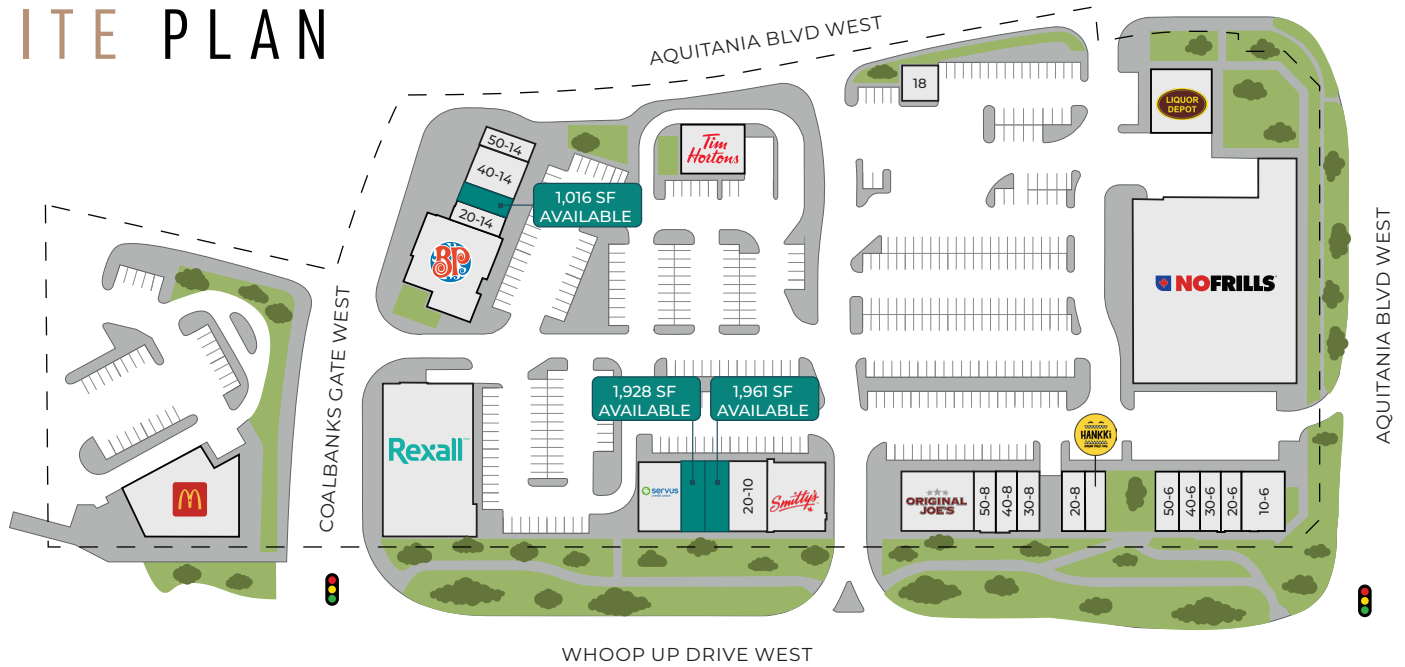 ITE PLAN
AQUITANIA BLVD WEST
18
LIQUOR
DEPOT
50-14
40-14
20-14
1,016 SF
AVAILABLE
Tim
Hortons
BP
NOFRILLS
AQUITANIA BLVD WEST
COALBANKS GATE WEST
1,928 SF
AVAILABLE
1,961 SF
AVAILABLE
Rexall
servus
credit union
20-10
Smitty's
HANKKI
ORIGINAL
JOE'S
50-8
40-8
30-8
20-8
50-6
40-6
30-6
20-6
10-6
WHOOP UP DRIVE WEST